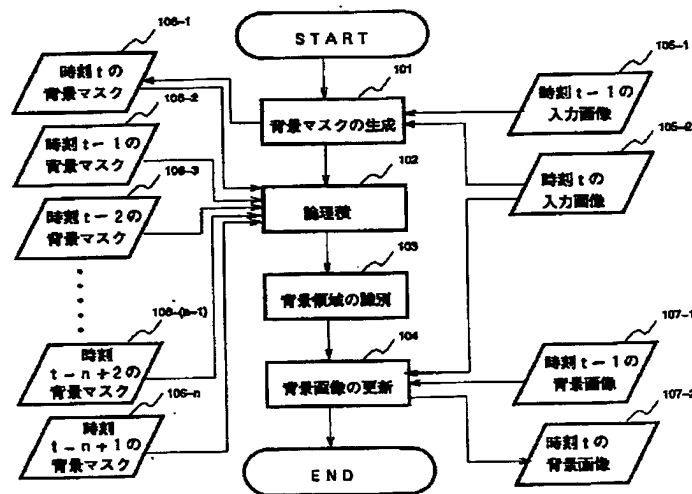 START
106-1
時刻tの
背景マスク
106-2
時刻t-1の
背景マスク
106-3
時刻t-2の
背景マスク
106-(n-1)
時刻
t-n+2の
背景マスク
106-n
時刻
t-n+1の
背景マスク
101
背景マスクの生成
102
論理積
103
背景領域の識別
104
背景画像の更新
END
105-1
時刻t-1の
入力画像
105-2
時刻tの
入力画像
107-1
時刻t-1の
背景画像
107-2
時刻tの
背景画像